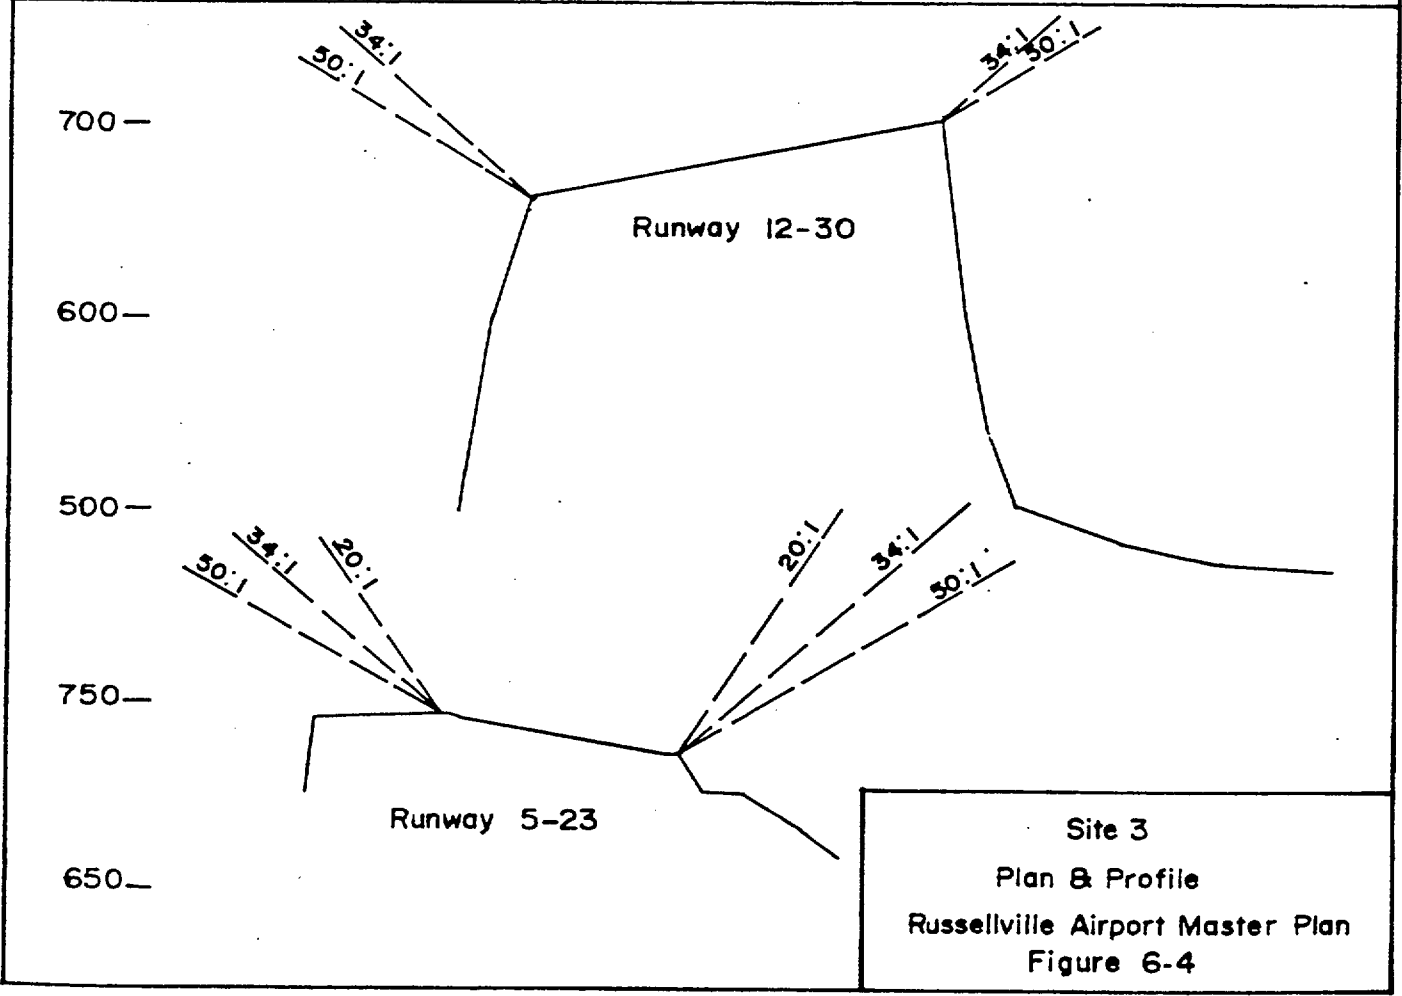 34:1
50:1
34:1
50:1
700—
Runway 12-30
600—
500—
50:1
34:1
20:1
20:1
34:1
50:1
750—
Runway 5-23
650—
Site 3
Plan & Profile
Russellville Airport Master Plan
Figure 6-4